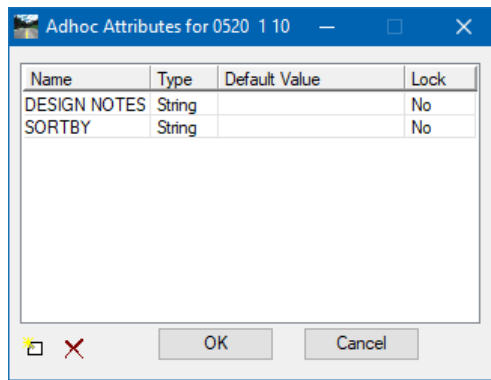 Adhoc Attributes for 0520 1 10
Name Type Default Value Lock
DESIGN NOTES String No
SORTBY String No
OK Cancel